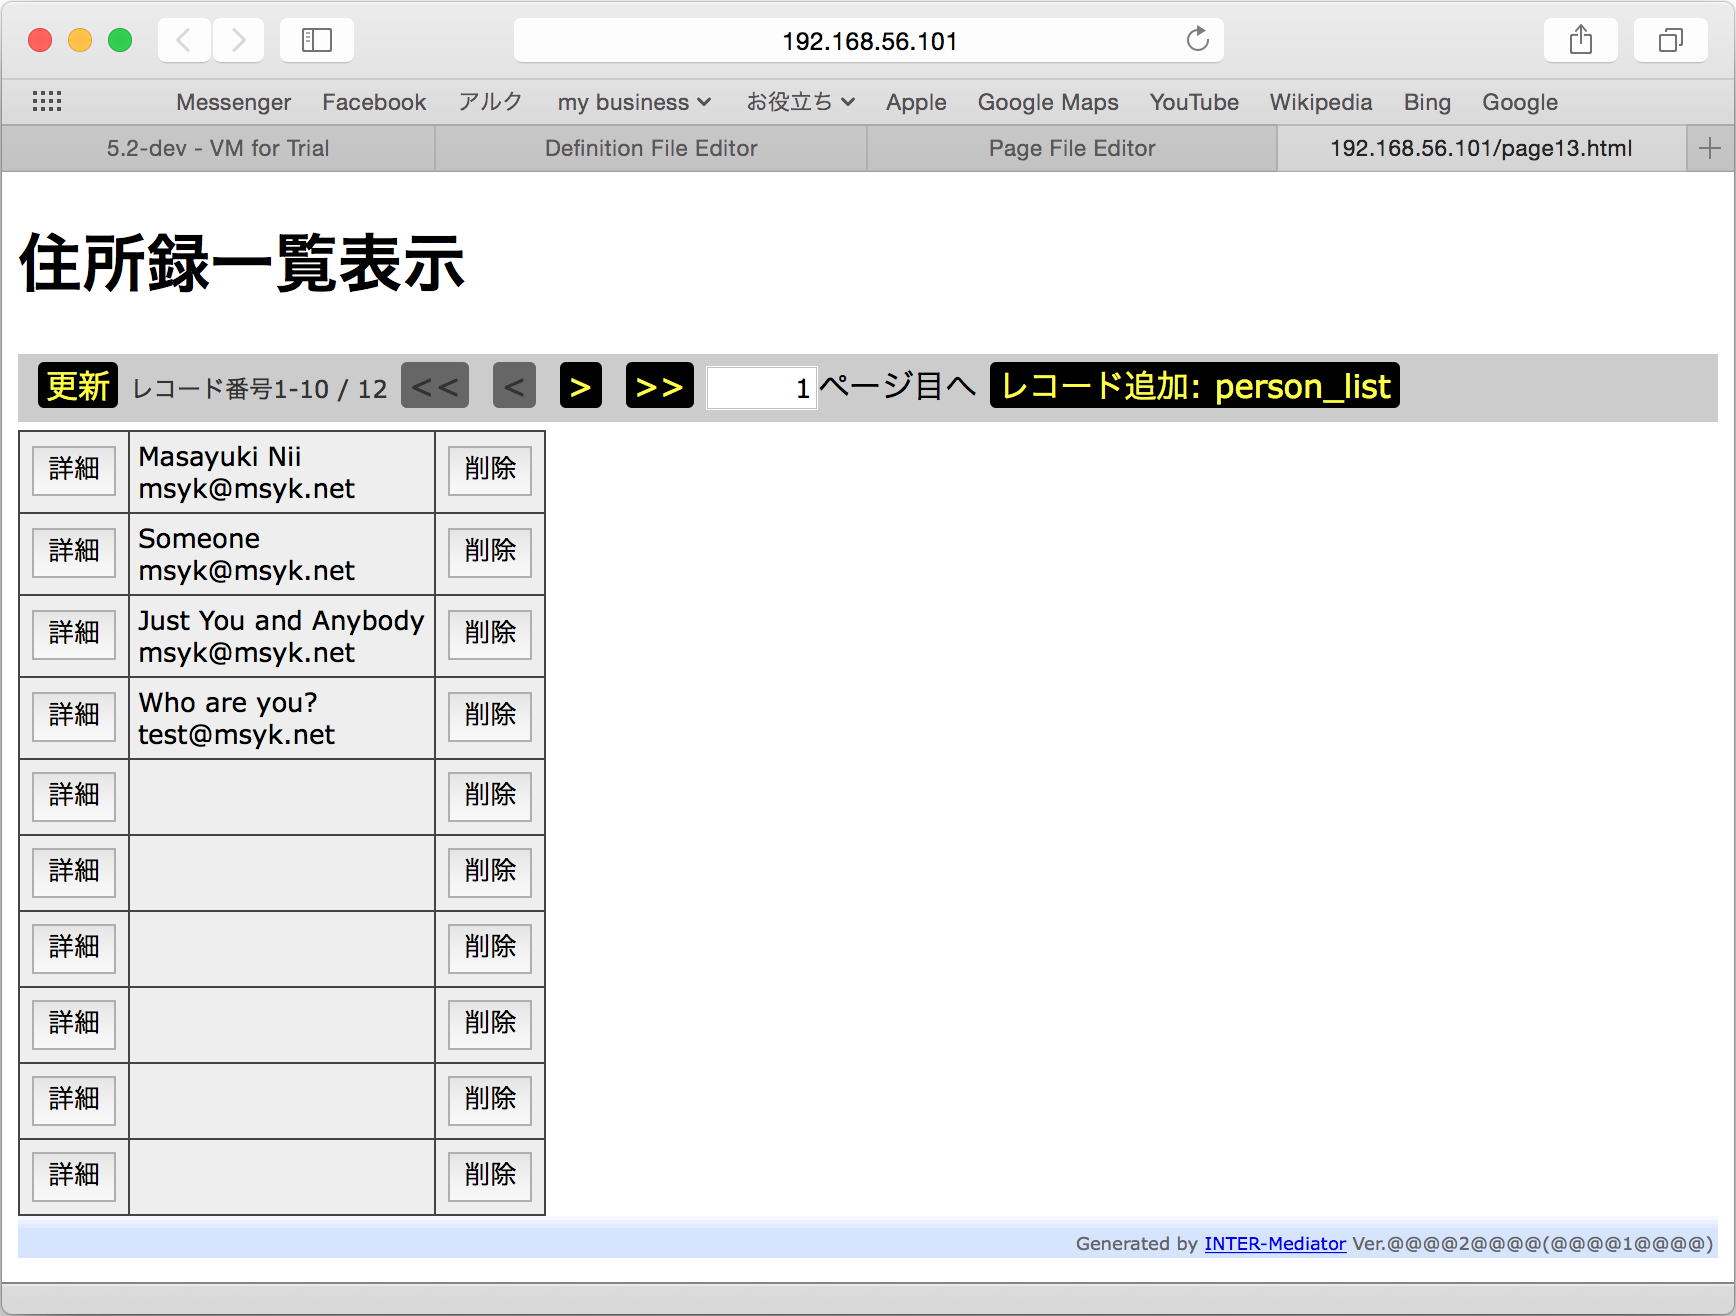 192.168.56.101
Messenger Facebook アルク my business お役立ち Apple Google Maps YouTube Wikipedia Bing Google
5.2-dev - VM for Trial Definition File Editor Page File Editor 192.168.56.101/page13.html
住所録一覧表示
更新 レコード番号1-10 / 12 << < > >> 1 ページ目へ レコード追加: person_list
詳細 Masayuki Nii 削除
msyk@msyk.net
詳細 Someone 削除
msyk@msyk.net
詳細 Just You and Anybody 削除
msyk@msyk.net
詳細 Who are you? 削除
test@msyk.net
詳細 削除
詳細 削除
詳細 削除
詳細 削除
詳細 削除
詳細 削除
Generated by INTER-Mediator Ver.@@@@2@@@@(@@@@1@@@@)